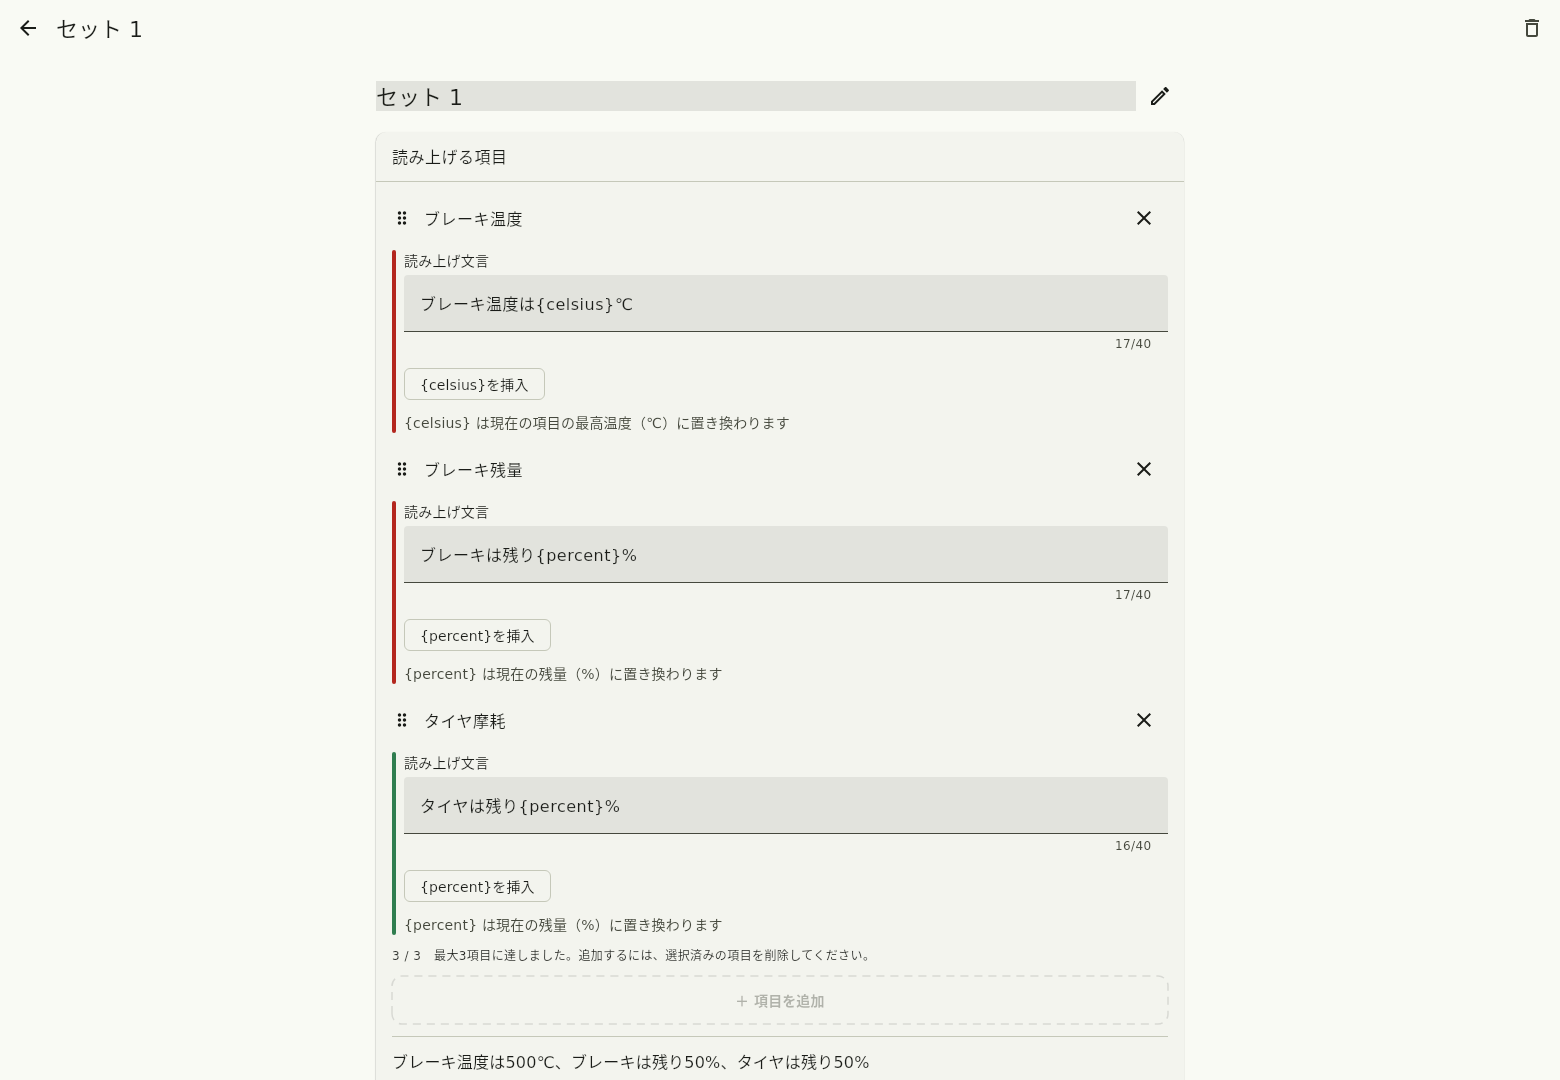 セット 1
セット 1
読み上げる項目
ブレーキ温度
読み上げ文言
ブレーキ温度は{celsius}℃
17/40
{celsius}を挿入
{celsius} は現在の項目の最高温度（℃）に置き換わります
ブレーキ残量
読み上げ文言
ブレーキは残り{percent}%
17/40
{percent}を挿入
{percent} は現在の残量（%）に置き換わります
タイヤ摩耗
読み上げ文言
タイヤは残り{percent}%
16/40
{percent}を挿入
{percent} は現在の残量（%）に置き換わります
3 / 3　最大3項目に達しました。追加するには、選択済みの項目を削除してください。
+ 項目を追加
ブレーキ温度は500℃、ブレーキは残り50%、タイヤは残り50%